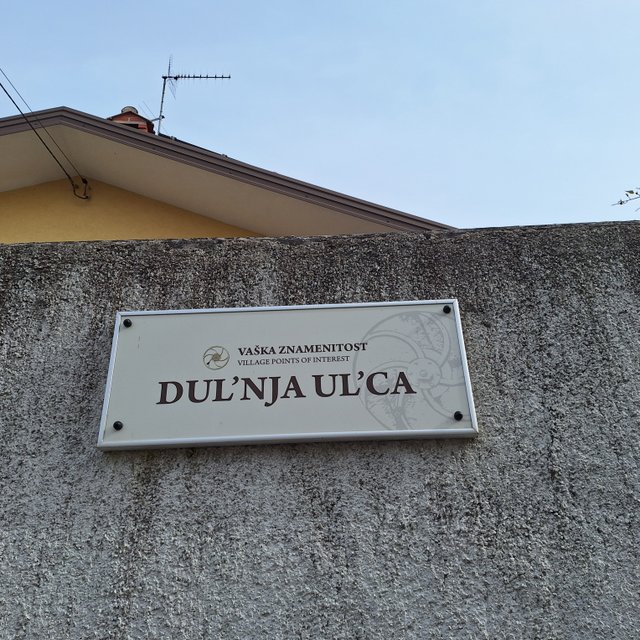 VAŠKA ZNAMENITOST
VILLAGE POINTS OF INTEREST
DUL'NJA UL'CA